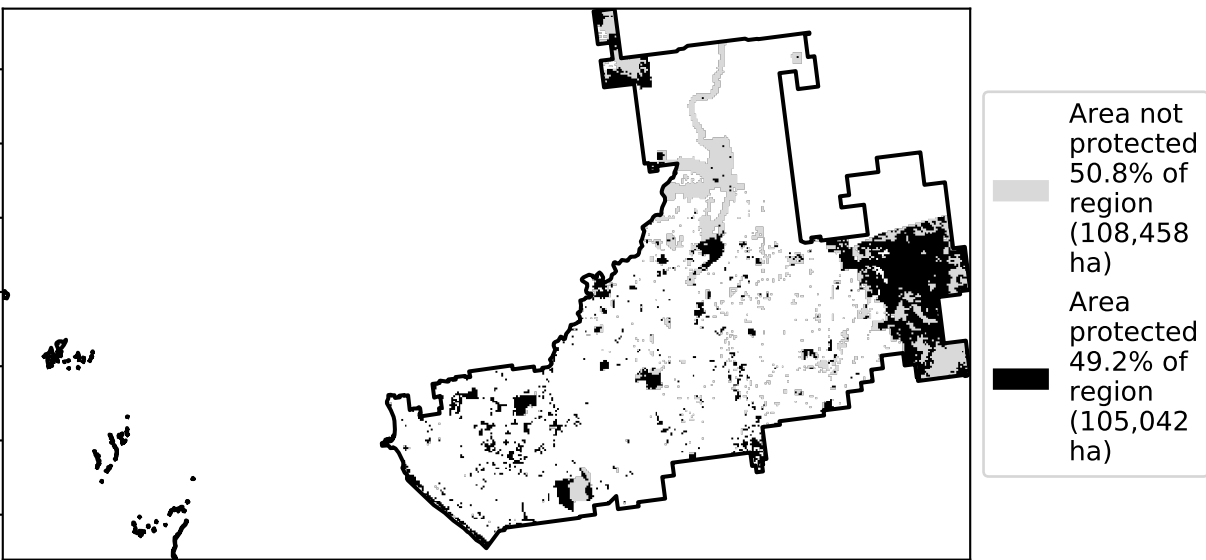 Area not
protected
50.8% of
region
(108,458
ha)
Area
protected
49.2% of
region
(105,042
ha)